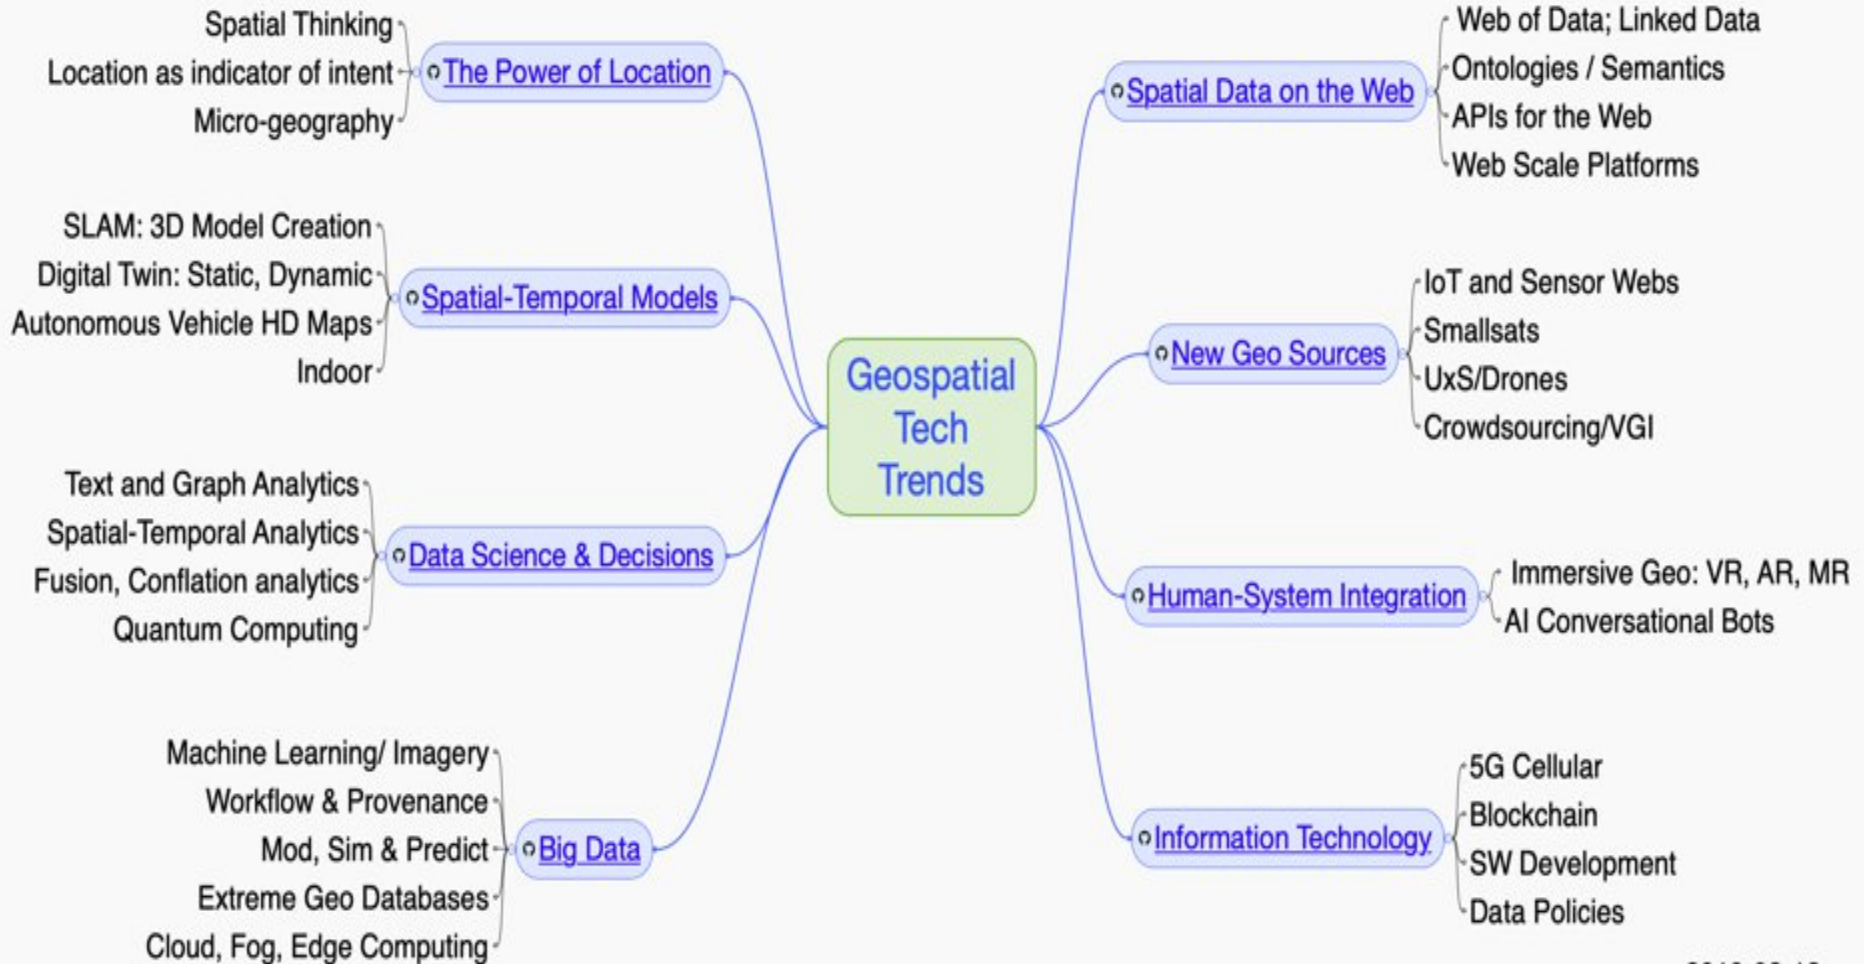 Spatial Thinking
Location as indicator of intent
Micro-geography
The Power of Location
SLAM: 3D Model Creation
Digital Twin: Static, Dynamic
Autonomous Vehicle HD Maps
Indoor
Spatial-Temporal Models
Text and Graph Analytics
Spatial-Temporal Analytics
Fusion, Conflation analytics
Quantum Computing
Data Science & Decisions
Machine Learning/ Imagery
Workflow & Provenance
Mod, Sim & Predict
Extreme Geo Databases
Cloud, Fog, Edge Computing
Big Data
Geospatial
Tech
Trends
Spatial Data on the Web
Web of Data; Linked Data
Ontologies / Semantics
APIs for the Web
Web Scale Platforms
New Geo Sources
IoT and Sensor Webs
Smallsats
UxS/Drones
Crowdsourcing/VGI
Human-System Integration
Immersive Geo: VR, AR, MR
AI Conversational Bots
Information Technology
5G Cellular
Blockchain
SW Development
Data Policies